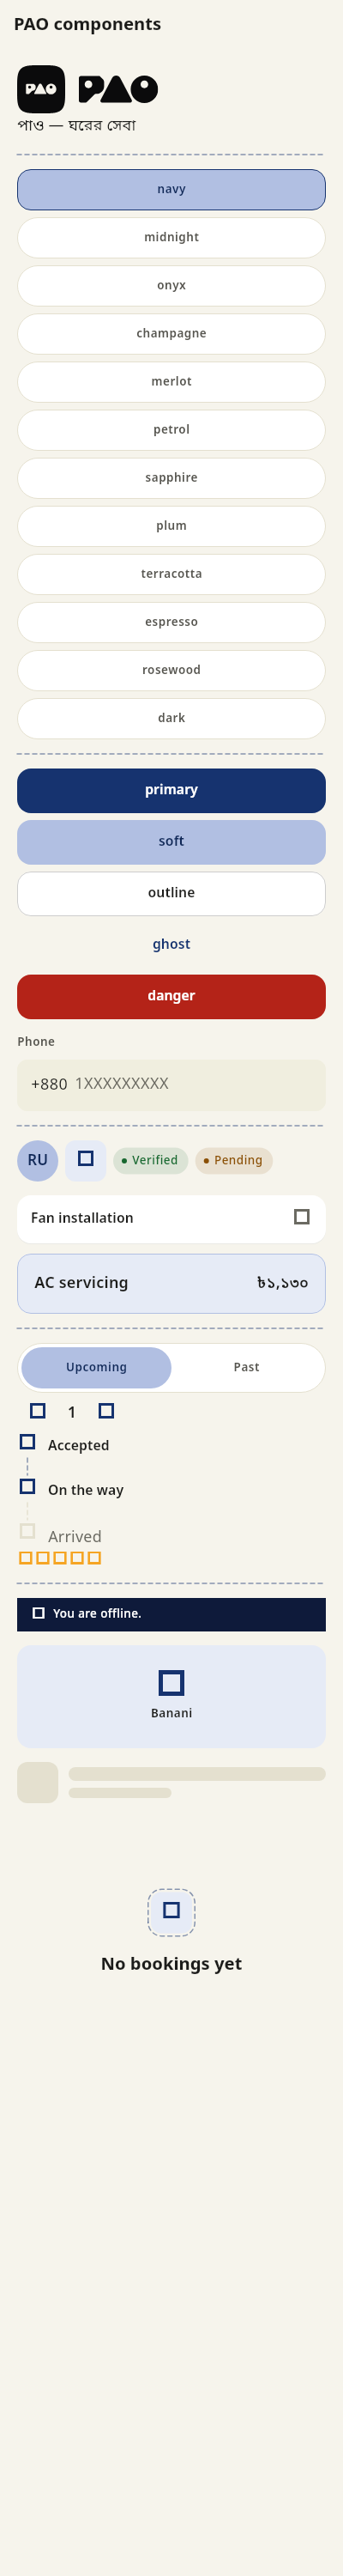 PAO components
PAO PAO
পাও — ঘরের সেবা
navy
midnight
onyx
champagne
merlot
petrol
sapphire
plum
terracotta
espresso
rosewood
dark
primary
soft
outline
ghost
danger
Phone
+880 1XXXXXXXXX
RU Verified Pending
Fan installation
AC servicing ৳১,১৩০
Upcoming Past
1
Accepted
On the way
Arrived
You are offline.
Banani
No bookings yet